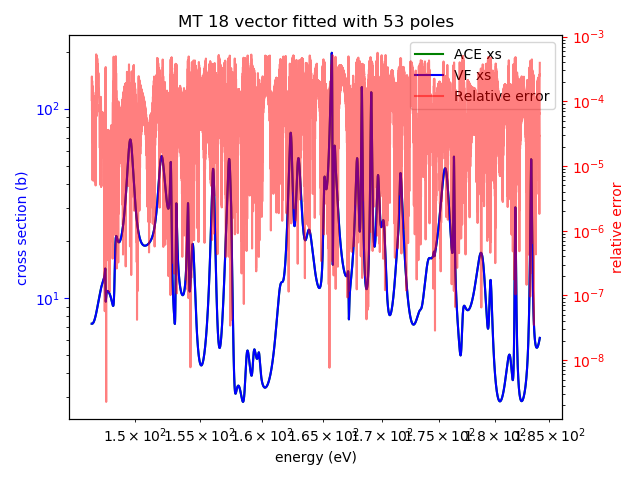 MT 18 vector fitted with 53 poles
ACE xs
VF xs
Relative error
cross section (b)
10²
10¹
10⁻³
10⁻⁴
10⁻⁵
10⁻⁶
10⁻⁷
10⁻⁸
relative error
1.5 × 10² 1.55 × 10² 1.6 × 10² 1.65 × 10² 1.7 × 10² 1.75 × 10² 1.8 × 10² 1.85 × 10²
energy (eV)